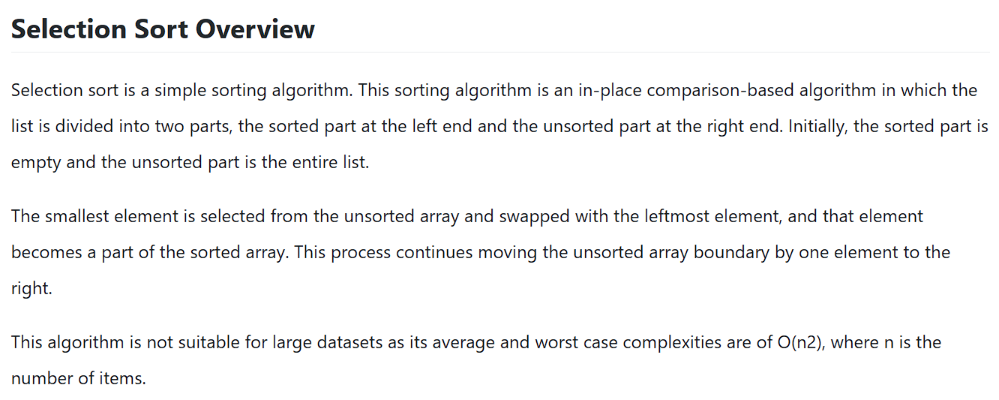 Selection Sort Overview
Selection sort is a simple sorting algorithm. This sorting algorithm is an in-place comparison-based algorithm in which the
list is divided into two parts, the sorted part at the left end and the unsorted part at the right end. Initially, the sorted part is
empty and the unsorted part is the entire list.
The smallest element is selected from the unsorted array and swapped with the leftmost element, and that element
becomes a part of the sorted array. This process continues moving the unsorted array boundary by one element to the
right.
This algorithm is not suitable for large datasets as its average and worst case complexities are of O(n2), where n is the
number of items.